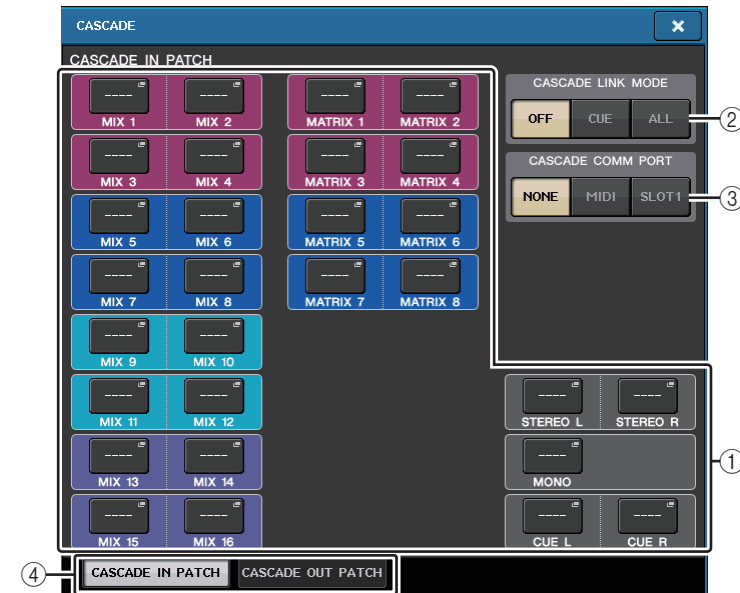 CASCADE
CASCADE IN PATCH
---- ---- ---- ----
MIX 1 MIX 2 MATRIX 1 MATRIX 2
---- ---- ---- ----
MIX 3 MIX 4 MATRIX 3 MATRIX 4
---- ---- ---- ----
MIX 5 MIX 6 MATRIX 5 MATRIX 6
---- ---- ---- ----
MIX 7 MIX 8 MATRIX 7 MATRIX 8
---- ----
MIX 9 MIX 10
---- ----
MIX 11 MIX 12
---- ----
MIX 13 MIX 14
---- ----
MIX 15 MIX 16
CASCADE LINK MODE
OFF CUE ALL ②
CASCADE COMM PORT
NONE MIDI SLOT1 ③
---- ----
STEREO L STEREO R
---- ①
MONO
---- ----
CUE L CUE R
④ CASCADE IN PATCH CASCADE OUT PATCH